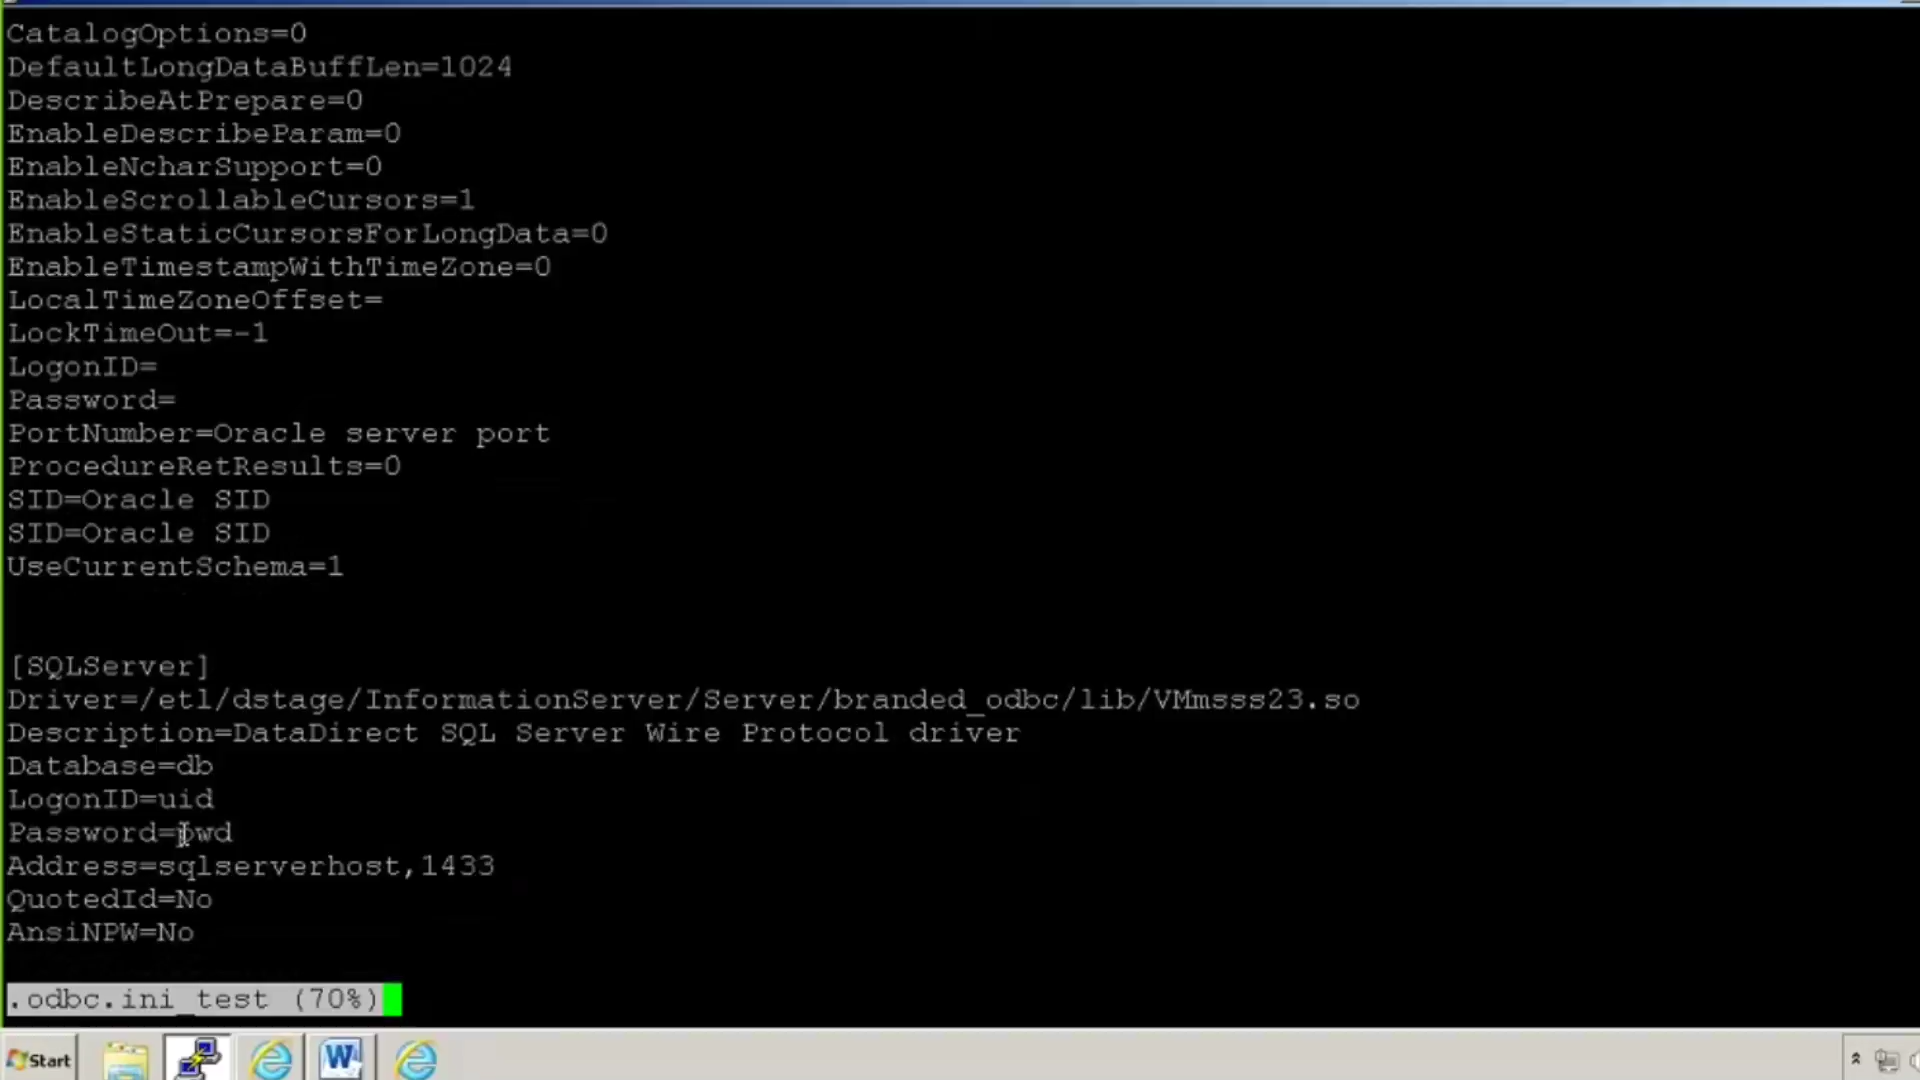 CatalogOptions=0
DefaultLongDataBuffLen=1024
DescribeAtPrepare=0
EnableDescribeParam=0
EnableNcharSupport=0
EnableScrollableCursors=1
EnableStaticCursorsForLongData=0
EnableTimestampWithTimeZone=0
LocalTimeZoneOffset=
LockTimeOut=-1
LogonID=
Password=
PortNumber=Oracle server port
ProcedureRetResults=0
SID=Oracle SID
SID=Oracle SID
UseCurrentSchema=1
[SQLServer]
Driver=/etl/dstage/InformationServer/Server/branded_odbc/lib/VMmsss23.so
Description=DataDirect SQL Server Wire Protocol driver
Database=db
LogonID=uid
Password=pwd
Address=sqlserverhost,1433
QuotedId=No
AnsiNPW=No
.odbc.ini_test (70%)
Start